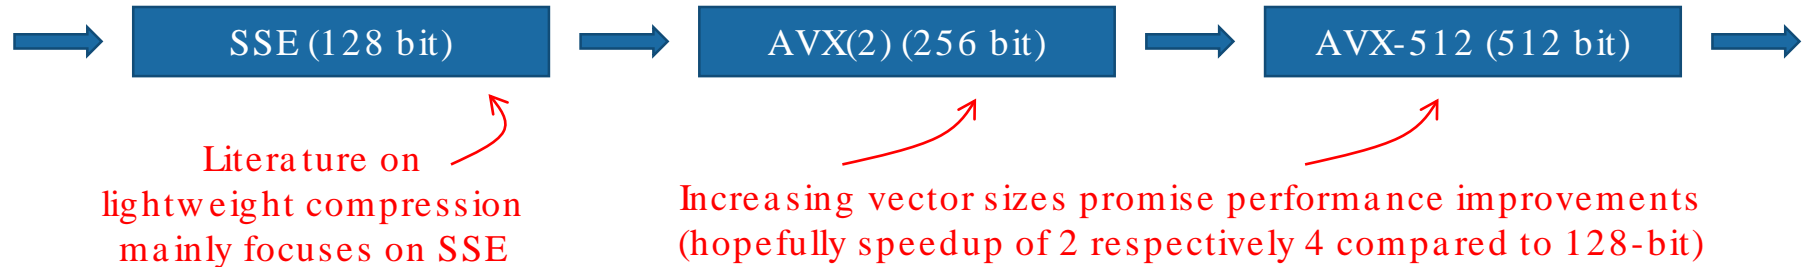 SSE (128 bit)
AVX(2) (256 bit)
AVX-512 (512 bit)
Literature on
lightweight compression
mainly focuses on SSE
Increasing vector sizes promise performance improvements
(hopefully speedup of 2 respectively 4 compared to 128-bit)